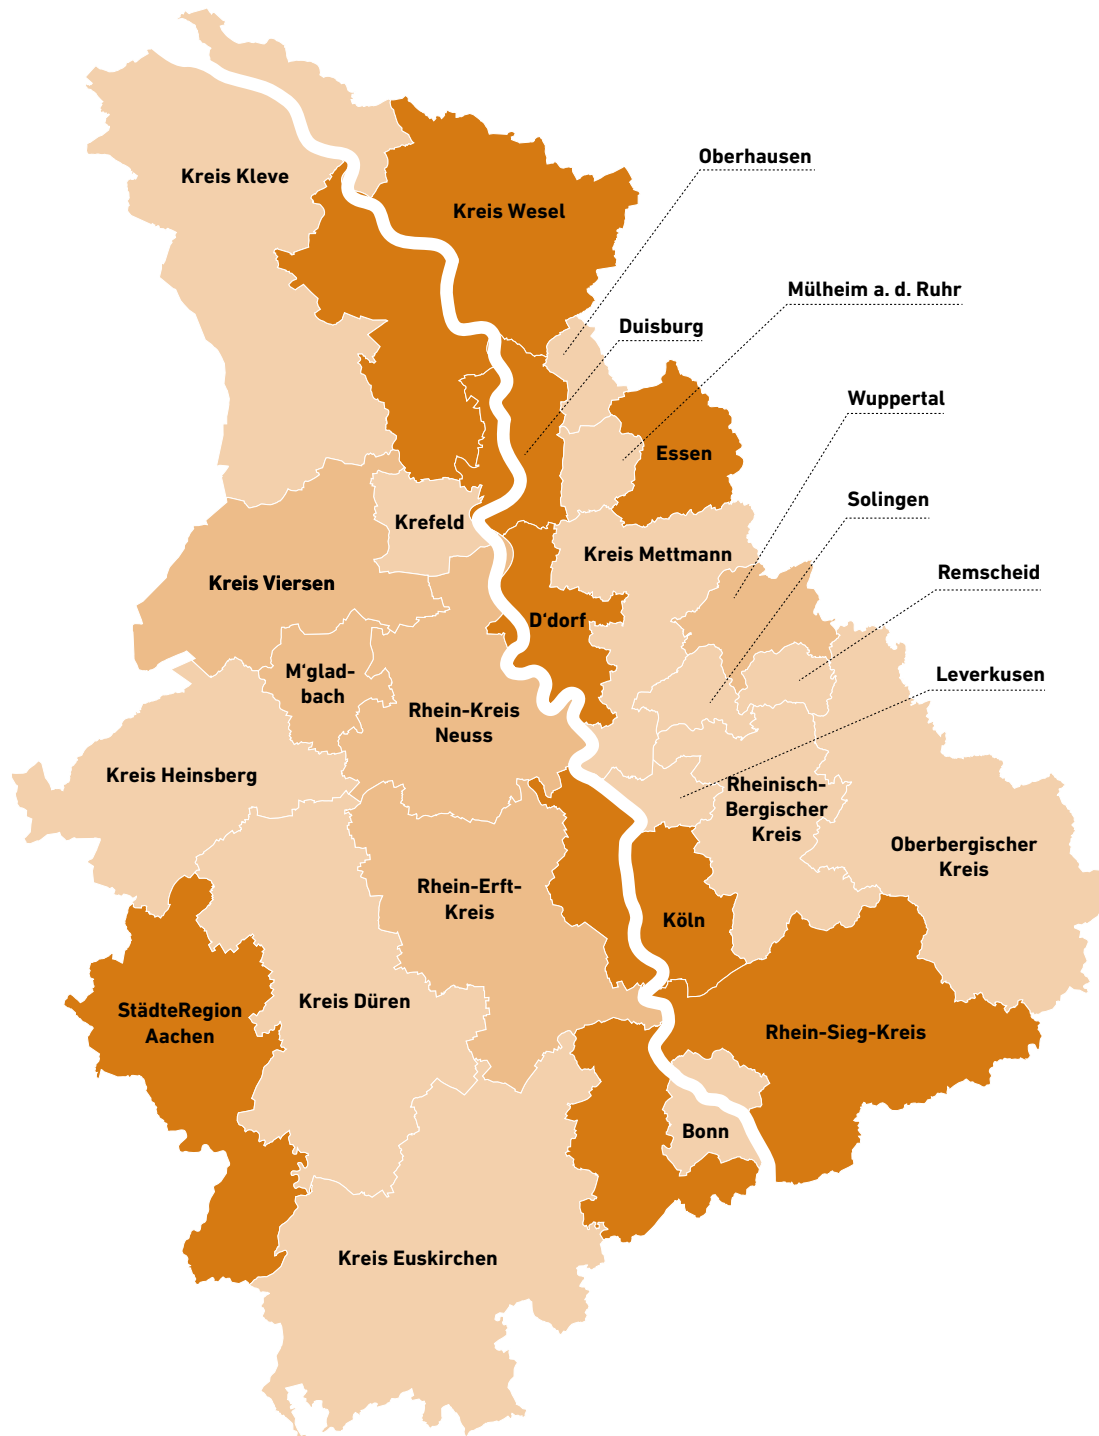 Oberhausen
Kreis Kleve
Kreis Wesel
Mülheim a. d. Ruhr
Duisburg
Wuppertal
Essen
Solingen
Krefeld
Kreis Mettmann
Remscheid
Kreis Viersen
D‘dorf
M‘glad-
bach
Leverkusen
Rhein-Kreis
Neuss
Kreis Heinsberg
Rheinisch-
Bergischer
Kreis
Oberbergischer
Kreis
Rhein-Erft-
Kreis
Köln
Kreis Düren
StädteRegion
Aachen
Rhein-Sieg-Kreis
Bonn
Kreis Euskirchen